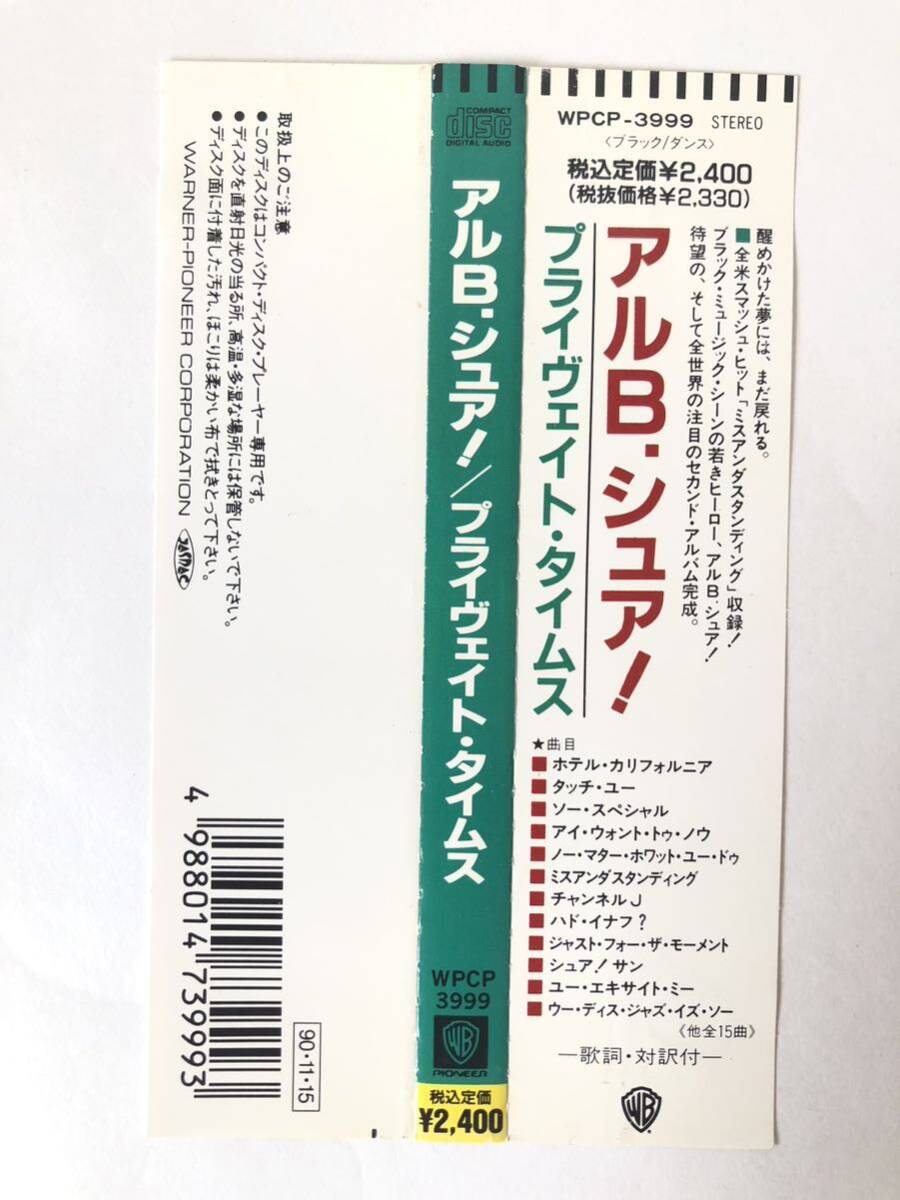 WPCP-3999 STEREO
〈ブラック/ダンス〉
税込定価¥2,400
(税抜価格¥2,330)
醒めかけた夢には、まだ戻れる。
■全米スマッシュ・ヒット「ミスアンダスタンディング」収録!
ブラック・ミュージック・シーンの若きヒーロー、アルB.シュア!
待望の、そして全世界の注目のセカンド・アルバム完成。
アルB.シュア!
プライヴェイト・タイムス
★曲目
■ホテル・カリフォルニア
■タッチ・ユー
■ソー・スペシャル
■アイ・ウォント・トゥ・ノウ
■ノー・マター・ホワット・ユー・ドゥ
■ミスアンダスタンディング
■チャンネルJ
■ハド・イナフ?
■ジャスト・フォー・ザ・モーメント
■シュア!サン
■ユー・エキサイト・ミー
■ウー・ディス・ジャズ・イズ・ソー
《他全15曲》
—歌詞・対訳付—
WB
COMPACT
disc
DIGITAL AUDIO
アルB.シュア!/プライヴェイト・タイムス
WPCP
3999
WB
PIONEER
税込定価
¥2,400
取扱上のご注意
●このディスクはコンパクト・ディスク・プレーヤー専用です。
●ディスクを直射日光の当る所、高温・多湿な場所には保管しないで下さい。
●ディスク面に付着した汚れ、ほこりは柔かい布で拭きとって下さい。
WARNER-PIONEER CORPORATION
JASRAC
4 988014 739993
90・11・15